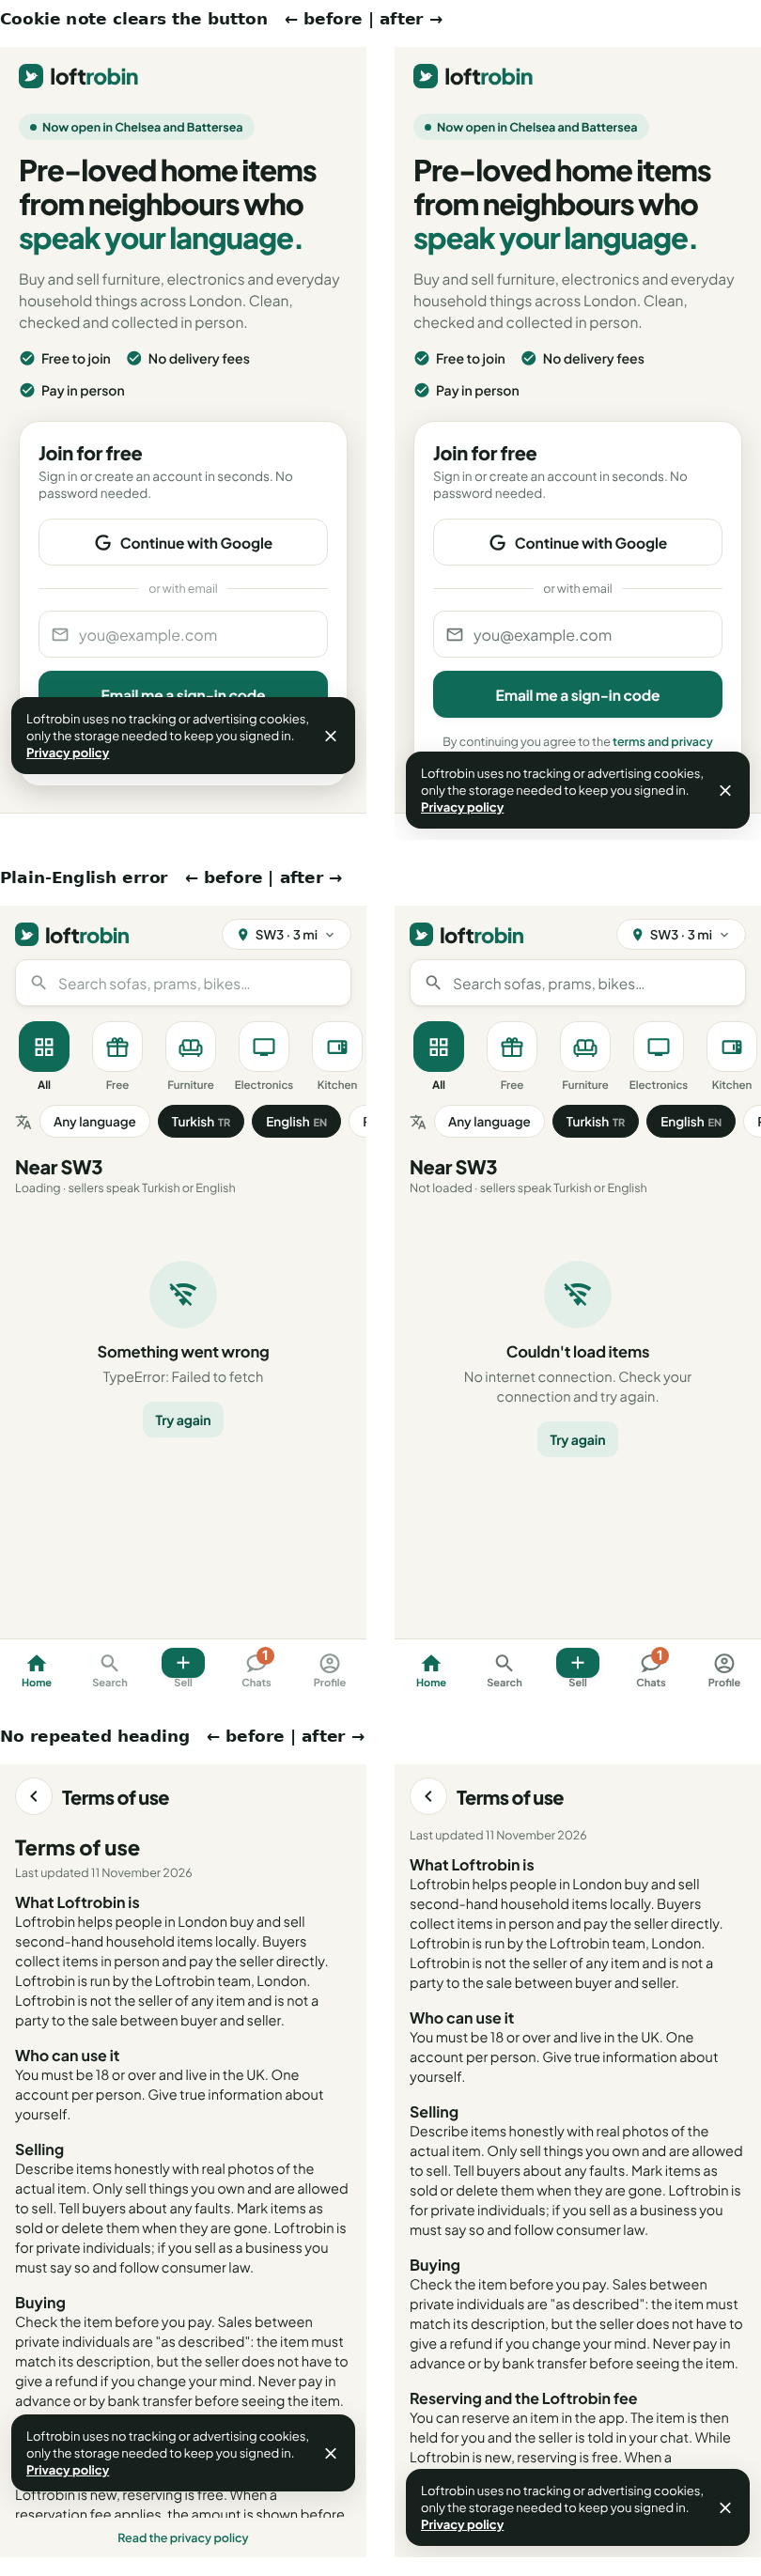 Cookie note clears the button ← before | after →
loftrobin
Now open in Chelsea and Battersea
Pre-loved home items
from neighbours who
speak your language.
Buy and sell furniture, electronics and everyday
household things across London. Clean,
checked and collected in person.
Free to join No delivery fees
Pay in person
Join for free
Sign in or create an account in seconds. No
password needed.
Continue with Google
or with email
you@example.com
Email me a sign-in code
Loftrobin uses no tracking or advertising cookies,
only the storage needed to keep you signed in.
Privacy policy
loftrobin
Now open in Chelsea and Battersea
Pre-loved home items
from neighbours who
speak your language.
Buy and sell furniture, electronics and everyday
household things across London. Clean,
checked and collected in person.
Free to join No delivery fees
Pay in person
Join for free
Sign in or create an account in seconds. No
password needed.
Continue with Google
or with email
you@example.com
Email me a sign-in code
By continuing you agree to the terms and privacy
Loftrobin uses no tracking or advertising cookies,
only the storage needed to keep you signed in.
Privacy policy
Plain-English error ← before | after →
loftrobin
SW3 · 3 mi
Search sofas, prams, bikes...
All Free Furniture Electronics Kitchen
Any language Turkish TR English EN
Near SW3
Loading · sellers speak Turkish or English
Something went wrong
TypeError: Failed to fetch
Try again
1
Home Search Sell Chats Profile
loftrobin
SW3 · 3 mi
Search sofas, prams, bikes...
All Free Furniture Electronics Kitchen
Any language Turkish TR English EN
Near SW3
Not loaded · sellers speak Turkish or English
Couldn't load items
No internet connection. Check your
connection and try again.
Try again
1
Home Search Sell Chats Profile
No repeated heading ← before | after →
Terms of use
Terms of use
Last updated 11 November 2026
What Loftrobin is
Loftrobin helps people in London buy and sell
second-hand household items locally. Buyers
collect items in person and pay the seller directly.
Loftrobin is run by the Loftrobin team, London.
Loftrobin is not the seller of any item and is not a
party to the sale between buyer and seller.
Who can use it
You must be 18 or over and live in the UK. One
account per person. Give true information about
yourself.
Selling
Describe items honestly with real photos of the
actual item. Only sell things you own and are allowed
to sell. Tell buyers about any faults. Mark items as
sold or delete them when they are gone. Loftrobin is
for private individuals; if you sell as a business you
must say so and follow consumer law.
Buying
Check the item before you pay. Sales between
private individuals are "as described": the item must
match its description, but the seller does not have to
give a refund if you change your mind. Never pay in
advance or by bank transfer before seeing the item.
Loftrobin uses no tracking or advertising cookies,
only the storage needed to keep you signed in.
Privacy policy
Loftrobin is new, reserving is free. When a
reservation fee applies, the amount is shown before
Read the privacy policy
Terms of use
Last updated 11 November 2026
What Loftrobin is
Loftrobin helps people in London buy and sell
second-hand household items locally. Buyers
collect items in person and pay the seller directly.
Loftrobin is run by the Loftrobin team, London.
Loftrobin is not the seller of any item and is not a
party to the sale between buyer and seller.
Who can use it
You must be 18 or over and live in the UK. One
account per person. Give true information about
yourself.
Selling
Describe items honestly with real photos of the
actual item. Only sell things you own and are allowed
to sell. Tell buyers about any faults. Mark items as
sold or delete them when they are gone. Loftrobin is
for private individuals; if you sell as a business you
must say so and follow consumer law.
Buying
Check the item before you pay. Sales between
private individuals are "as described": the item must
match its description, but the seller does not have to
give a refund if you change your mind. Never pay in
advance or by bank transfer before seeing the item.
Reserving and the Loftrobin fee
You can reserve an item in the app. The item is then
held for you and the seller is told in your chat. While
Loftrobin is new, reserving is free. When a
Loftrobin uses no tracking or advertising cookies,
only the storage needed to keep you signed in.
Privacy policy